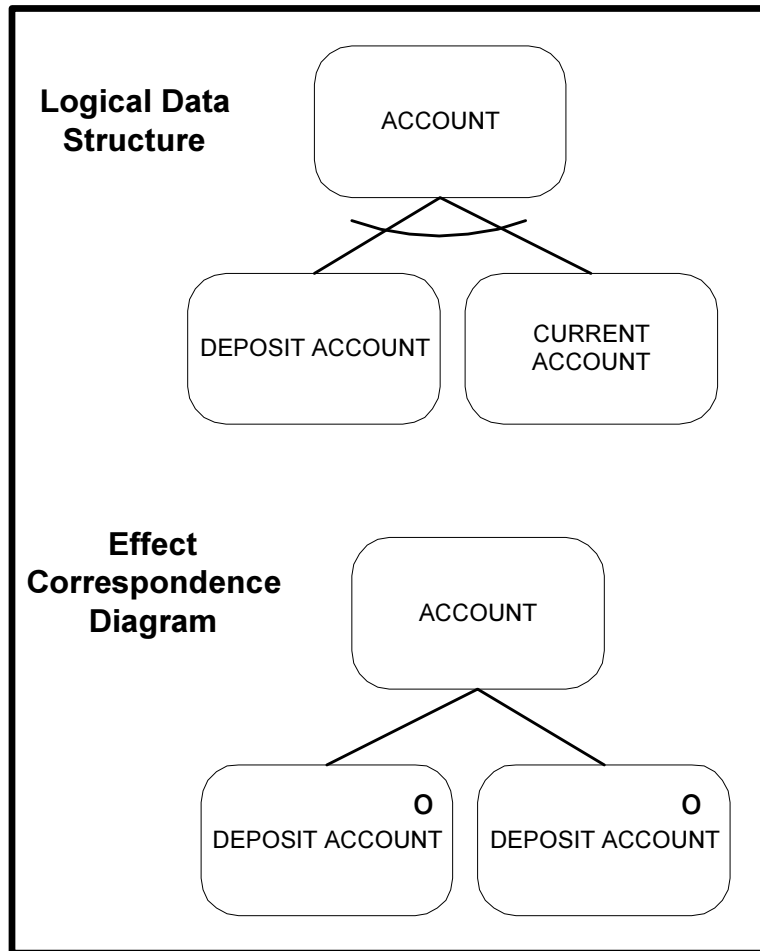 Logical Data
Structure
ACCOUNT
DEPOSIT ACCOUNT
CURRENT
ACCOUNT
Effect
Correspondence
Diagram
ACCOUNT
O
DEPOSIT ACCOUNT
O
DEPOSIT ACCOUNT